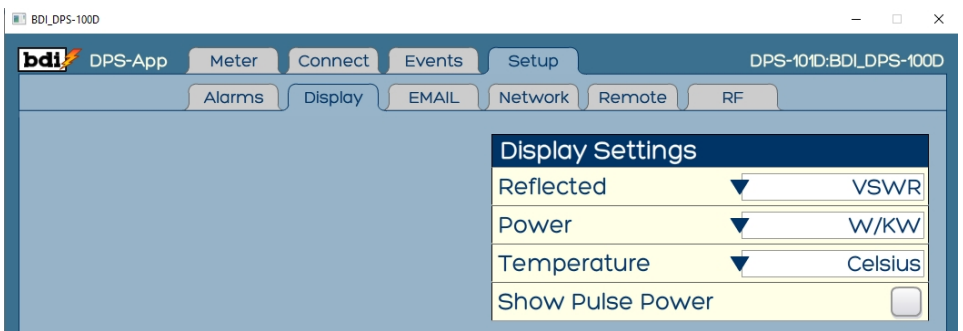 BDI_DPS-100D
bdi DPS-App Meter Connect Events Setup DPS-101D:BDI_DPS-100D
Alarms Display EMAIL Network Remote RF
Display Settings
Reflected VSWR
Power W/KW
Temperature Celsius
Show Pulse Power